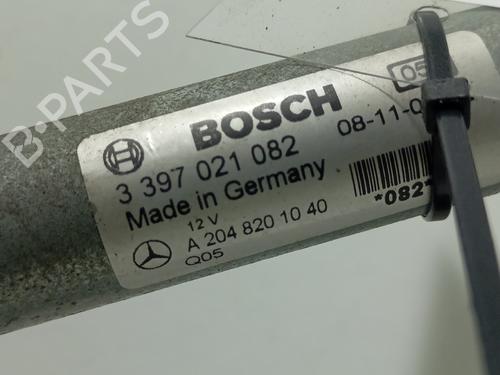 BOSCH
05
3 397 021 082
08-11-0
Made in Germany
12 V
*082*
A 204 820 10 40
Q05
B-PARTS